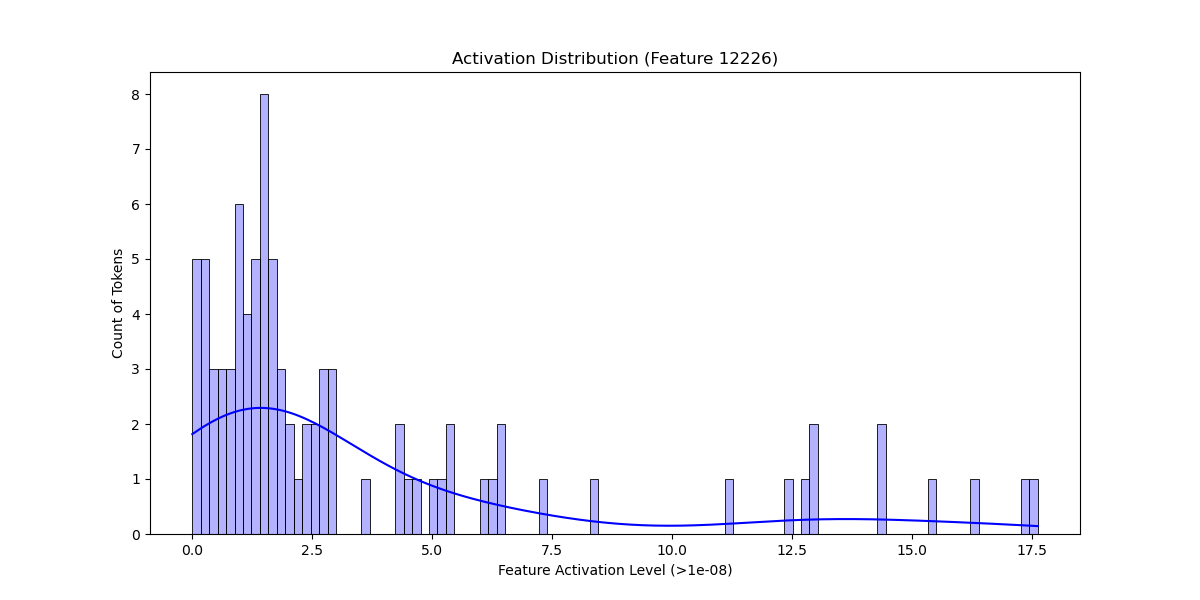 Activation Distribution (Feature 12226)
8
7
6
5
4
3
2
1
0
Count of Tokens
0.0 2.5 5.0 7.5 10.0 12.5 15.0 17.5
Feature Activation Level (>1e-08)